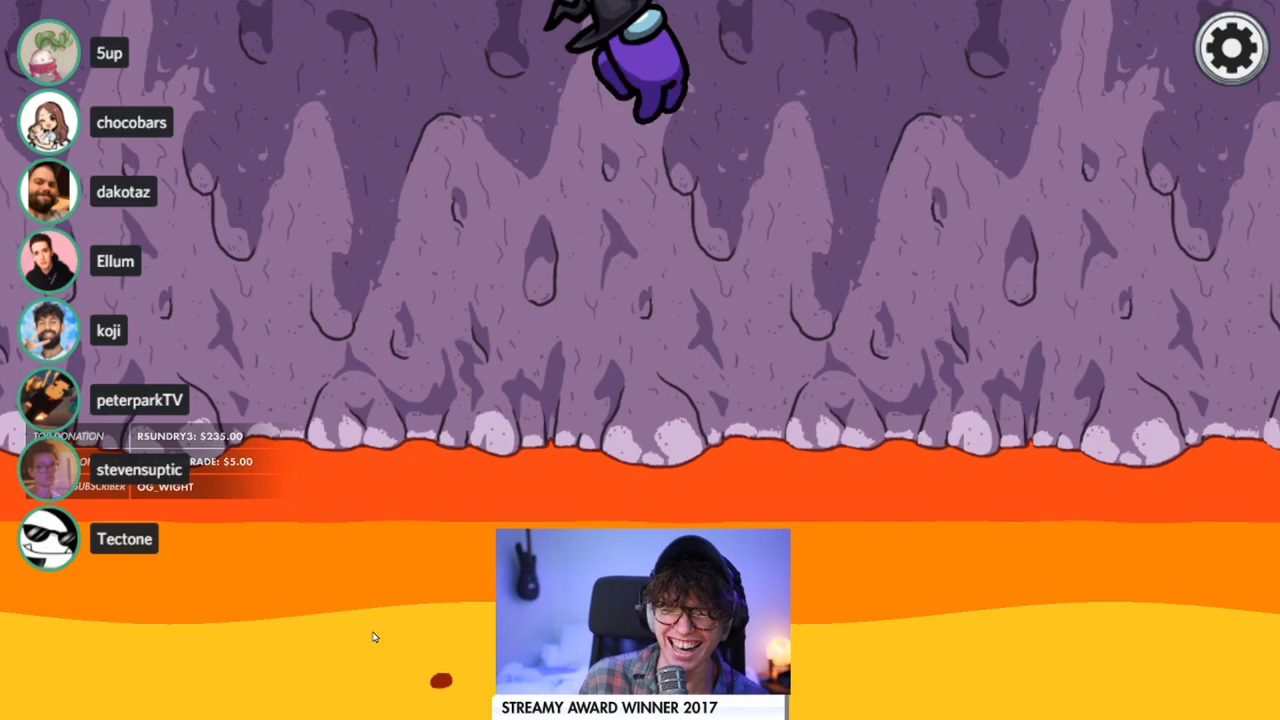 5up
chocobars
dakotaz
Ellum
koji
peterparkTV
TOP DONATION RSUNDRY3: $235.00
stevensuptic RADE: $5.00
SUBSCRIBER OG_WIGHT
Tectone
STREAMY AWARD WINNER 2017